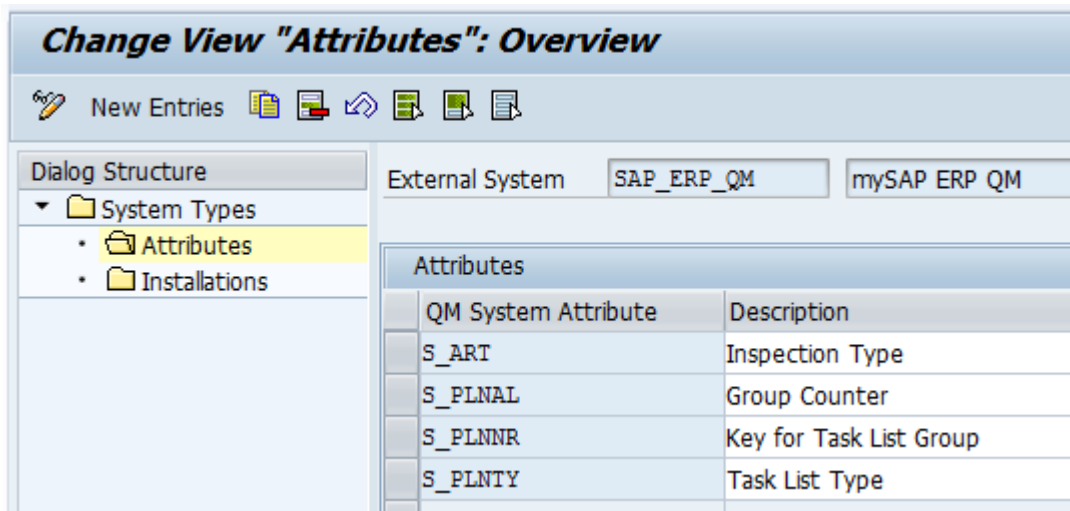 Change View "Attributes": Overview
New Entries
Dialog Structure
System Types
Attributes
Installations
External System SAP_ERP_QM mySAP ERP QM
Attributes
QM System Attribute Description
S_ART Inspection Type
S_PLNAL Group Counter
S_PLNNR Key for Task List Group
S_PLNTY Task List Type